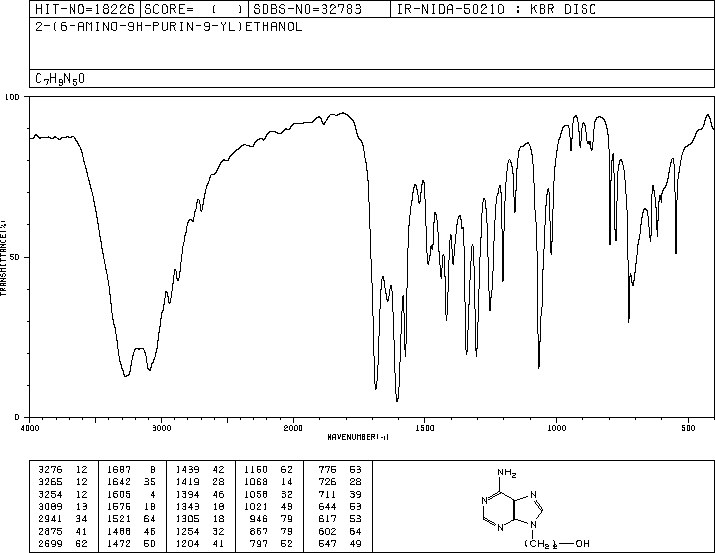 HIT-NO=18226 SCORE= ( ) SDBS-NO=32783 IR-NIDA-50210 : KBR DISC
2-(6-AMINO-9H-PURIN-9-YL)ETHANOL
C7H9N5O
100
TRANSMITTANCE(%)
50
0
4000 3000 2000 1500 1000 500
WAVENUMBER(-1)
3276 12 1687 8 1439 42 1160 62 776 53
3265 12 1642 35 1419 28 1068 14 726 28
3254 12 1605 4 1394 46 1058 32 711 39
3089 13 1576 18 1343 18 1021 49 644 53
2941 34 1521 64 1305 18 946 79 617 53
2875 41 1488 46 1254 32 867 79 602 64
2699 62 1472 50 1204 41 797 52 547 49
NH2
N N
N N
(CH2)2—OH